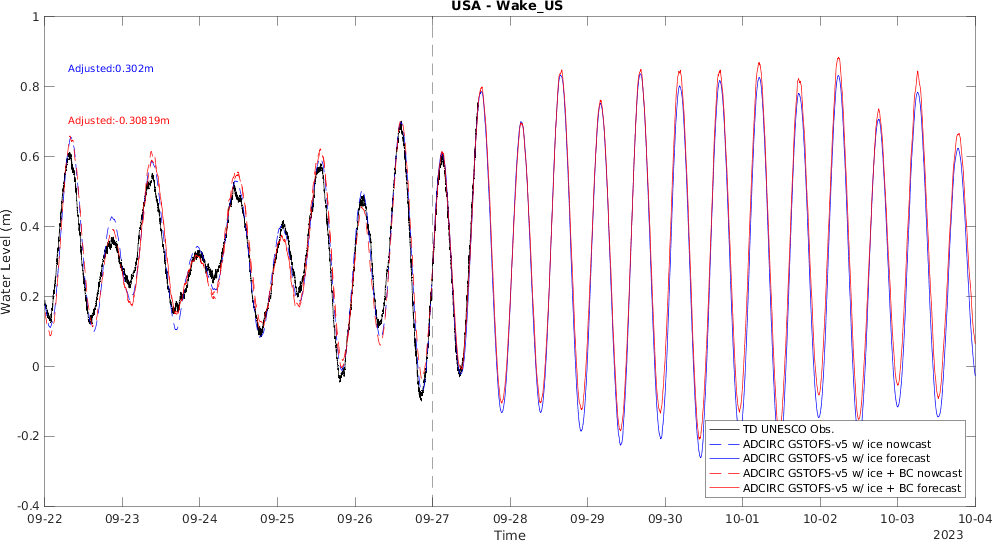 USA - Wake_US
Adjusted:0.302m
Adjusted:-0.30819m
Water Level (m)
1
0.8
0.6
0.4
0.2
0
-0.2
-0.4
TD UNESCO Obs.
ADCIRC GSTOFS-v5 w/ ice nowcast
ADCIRC GSTOFS-v5 w/ ice forecast
ADCIRC GSTOFS-v5 w/ ice + BC nowcast
ADCIRC GSTOFS-v5 w/ ice + BC forecast
09-22 09-23 09-24 09-25 09-26 09-27 09-28 09-29 09-30 10-01 10-02 10-03 10-04
Time
2023